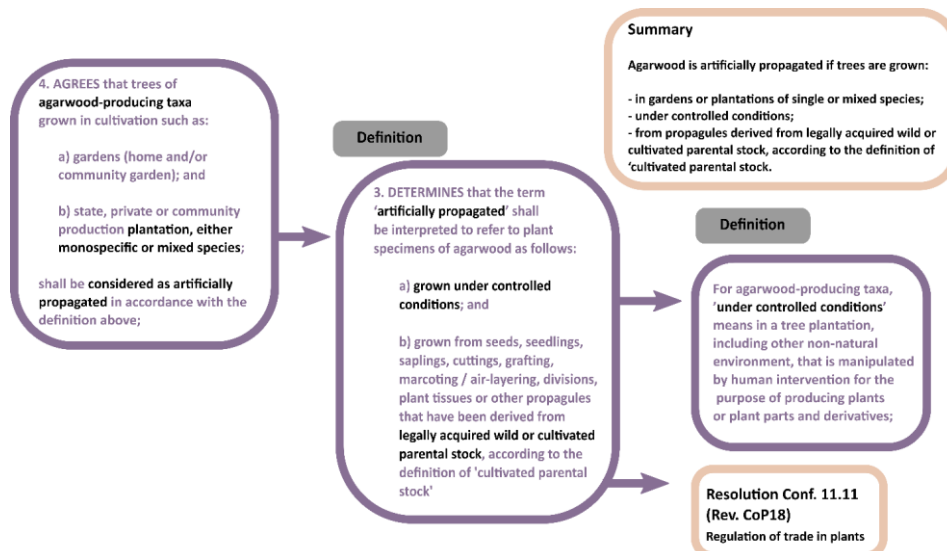 4. AGREES that trees of
agarwood-producing taxa
grown in cultivation such as:
a) gardens (home and/or
community garden); and
b) state, private or community
production plantation, either
monospecific or mixed species;
shall be considered as artificially
propagated in accordance with the
definition above;
Definition
3. DETERMINES that the term
‘artificially propagated’ shall
be interpreted to refer to plant
specimens of agarwood as follows:
a) grown under controlled
conditions; and
b) grown from seeds, seedlings,
saplings, cuttings, grafting,
marcoting / air-layering, divisions,
plant tissues or other propagules
that have been derived from
legally acquired wild or cultivated
parental stock, according to the
definition of 'cultivated parental
stock'
Summary
Agarwood is artificially propagated if trees are grown:
- in gardens or plantations of single or mixed species;
- under controlled conditions;
- from propagules derived from legally acquired wild or
cultivated parental stock, according to the definition of
‘cultivated parental stock.
Definition
For agarwood-producing taxa,
‘under controlled conditions’
means in a tree plantation,
including other non-natural
environment, that is manipulated
by human intervention for the
purpose of producing plants
or plant parts and derivatives;
Resolution Conf. 11.11
(Rev. CoP18)
Regulation of trade in plants